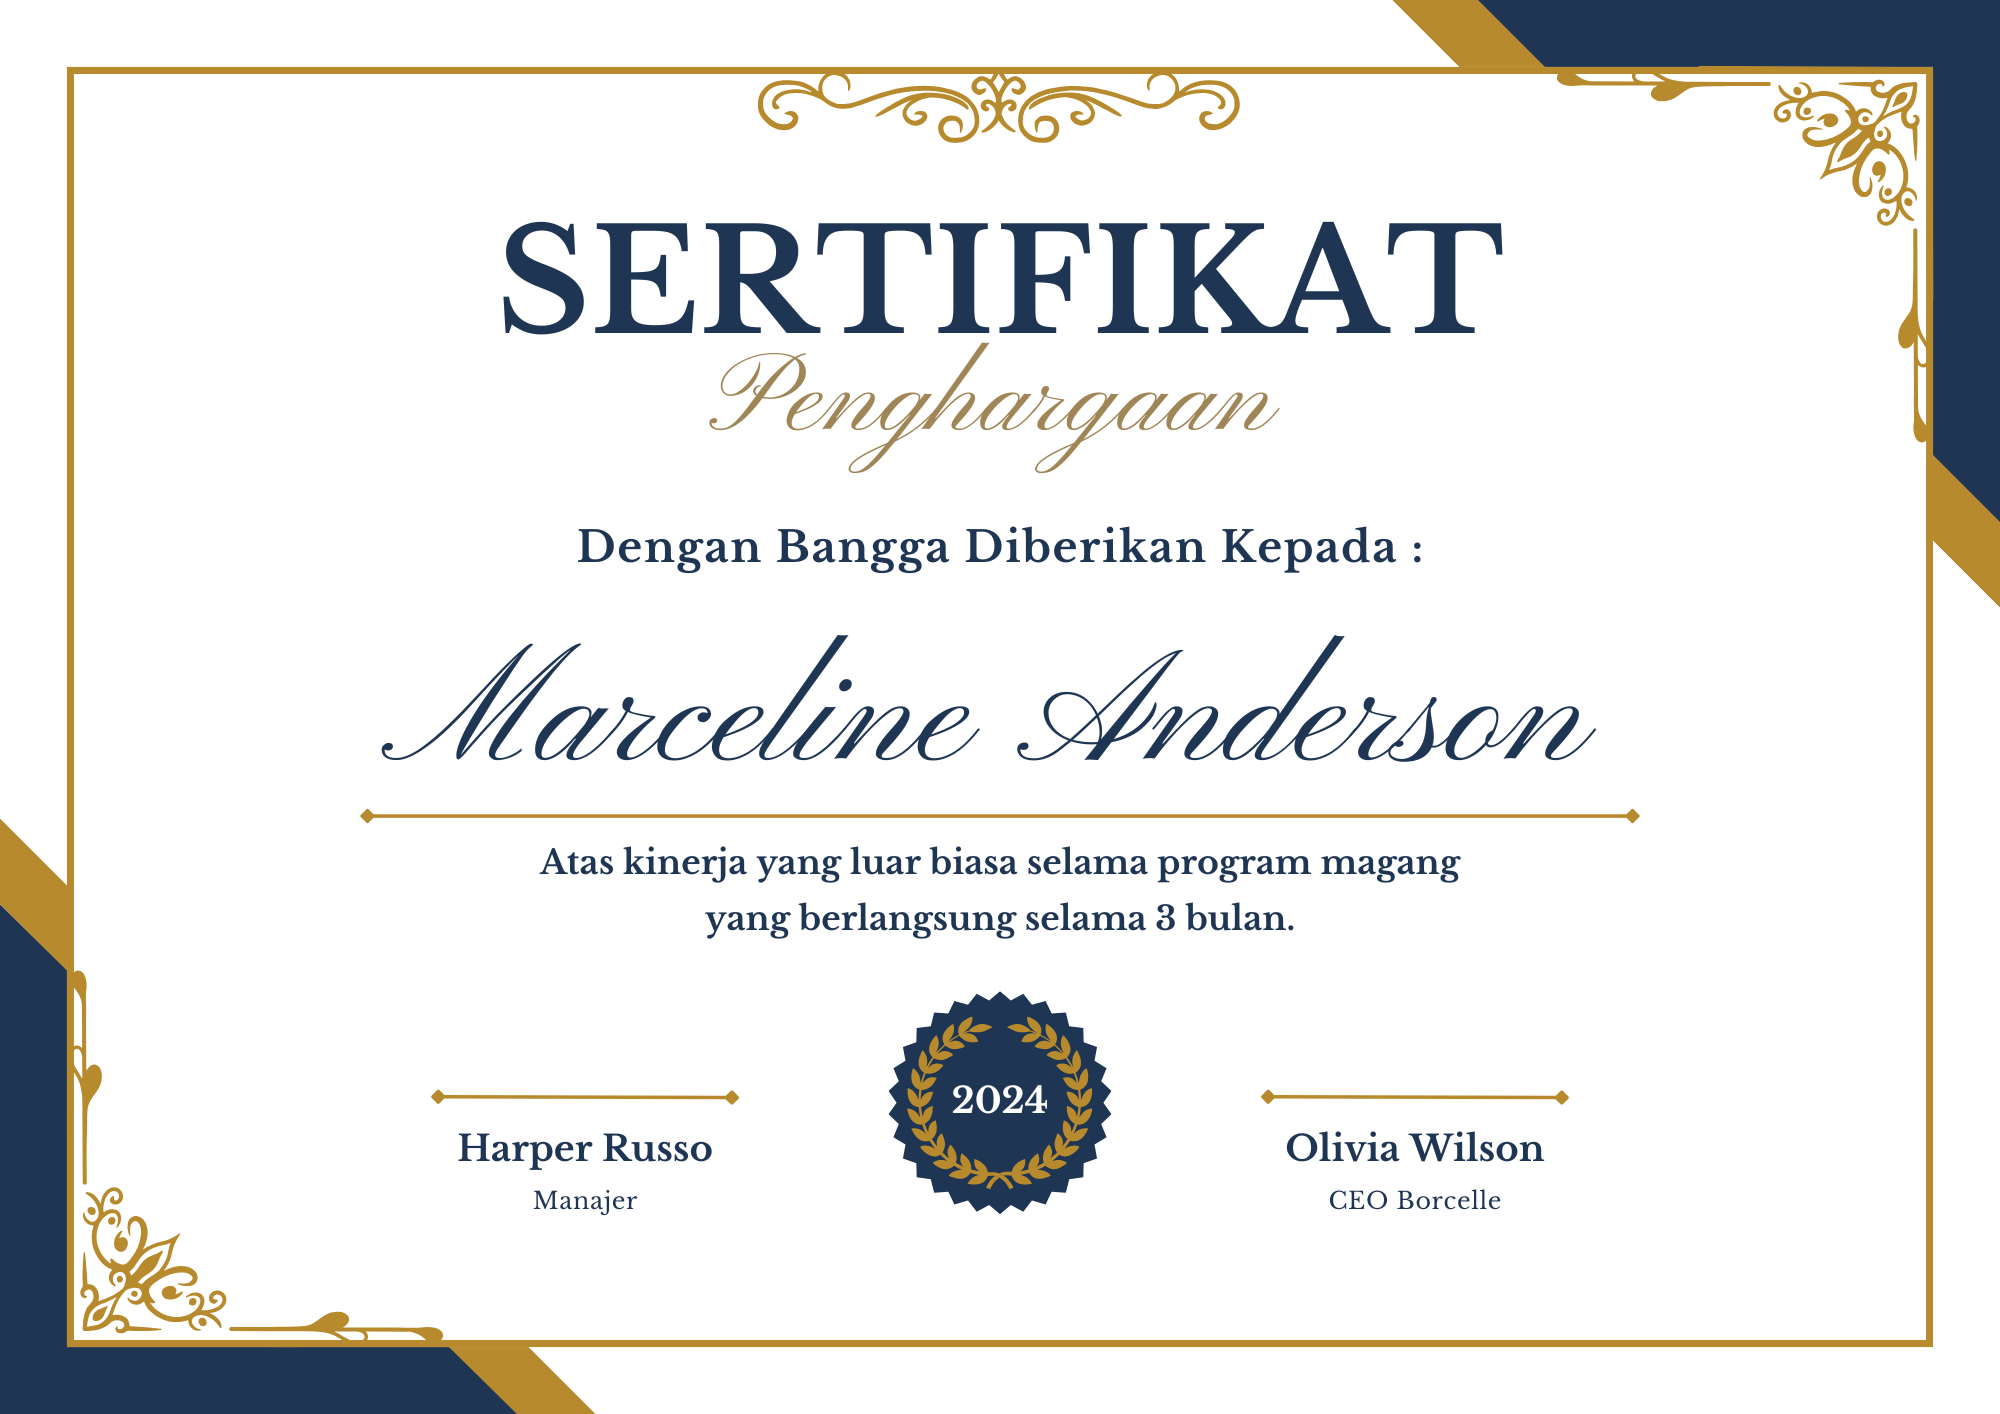 SERTIFIKAT
Penghargaan
Dengan Bangga Diberikan Kepada :
Marceline Anderson
Atas kinerja yang luar biasa selama program magang
yang berlangsung selama 3 bulan.
2024
Harper Russo
Manajer
Olivia Wilson
CEO Borcelle